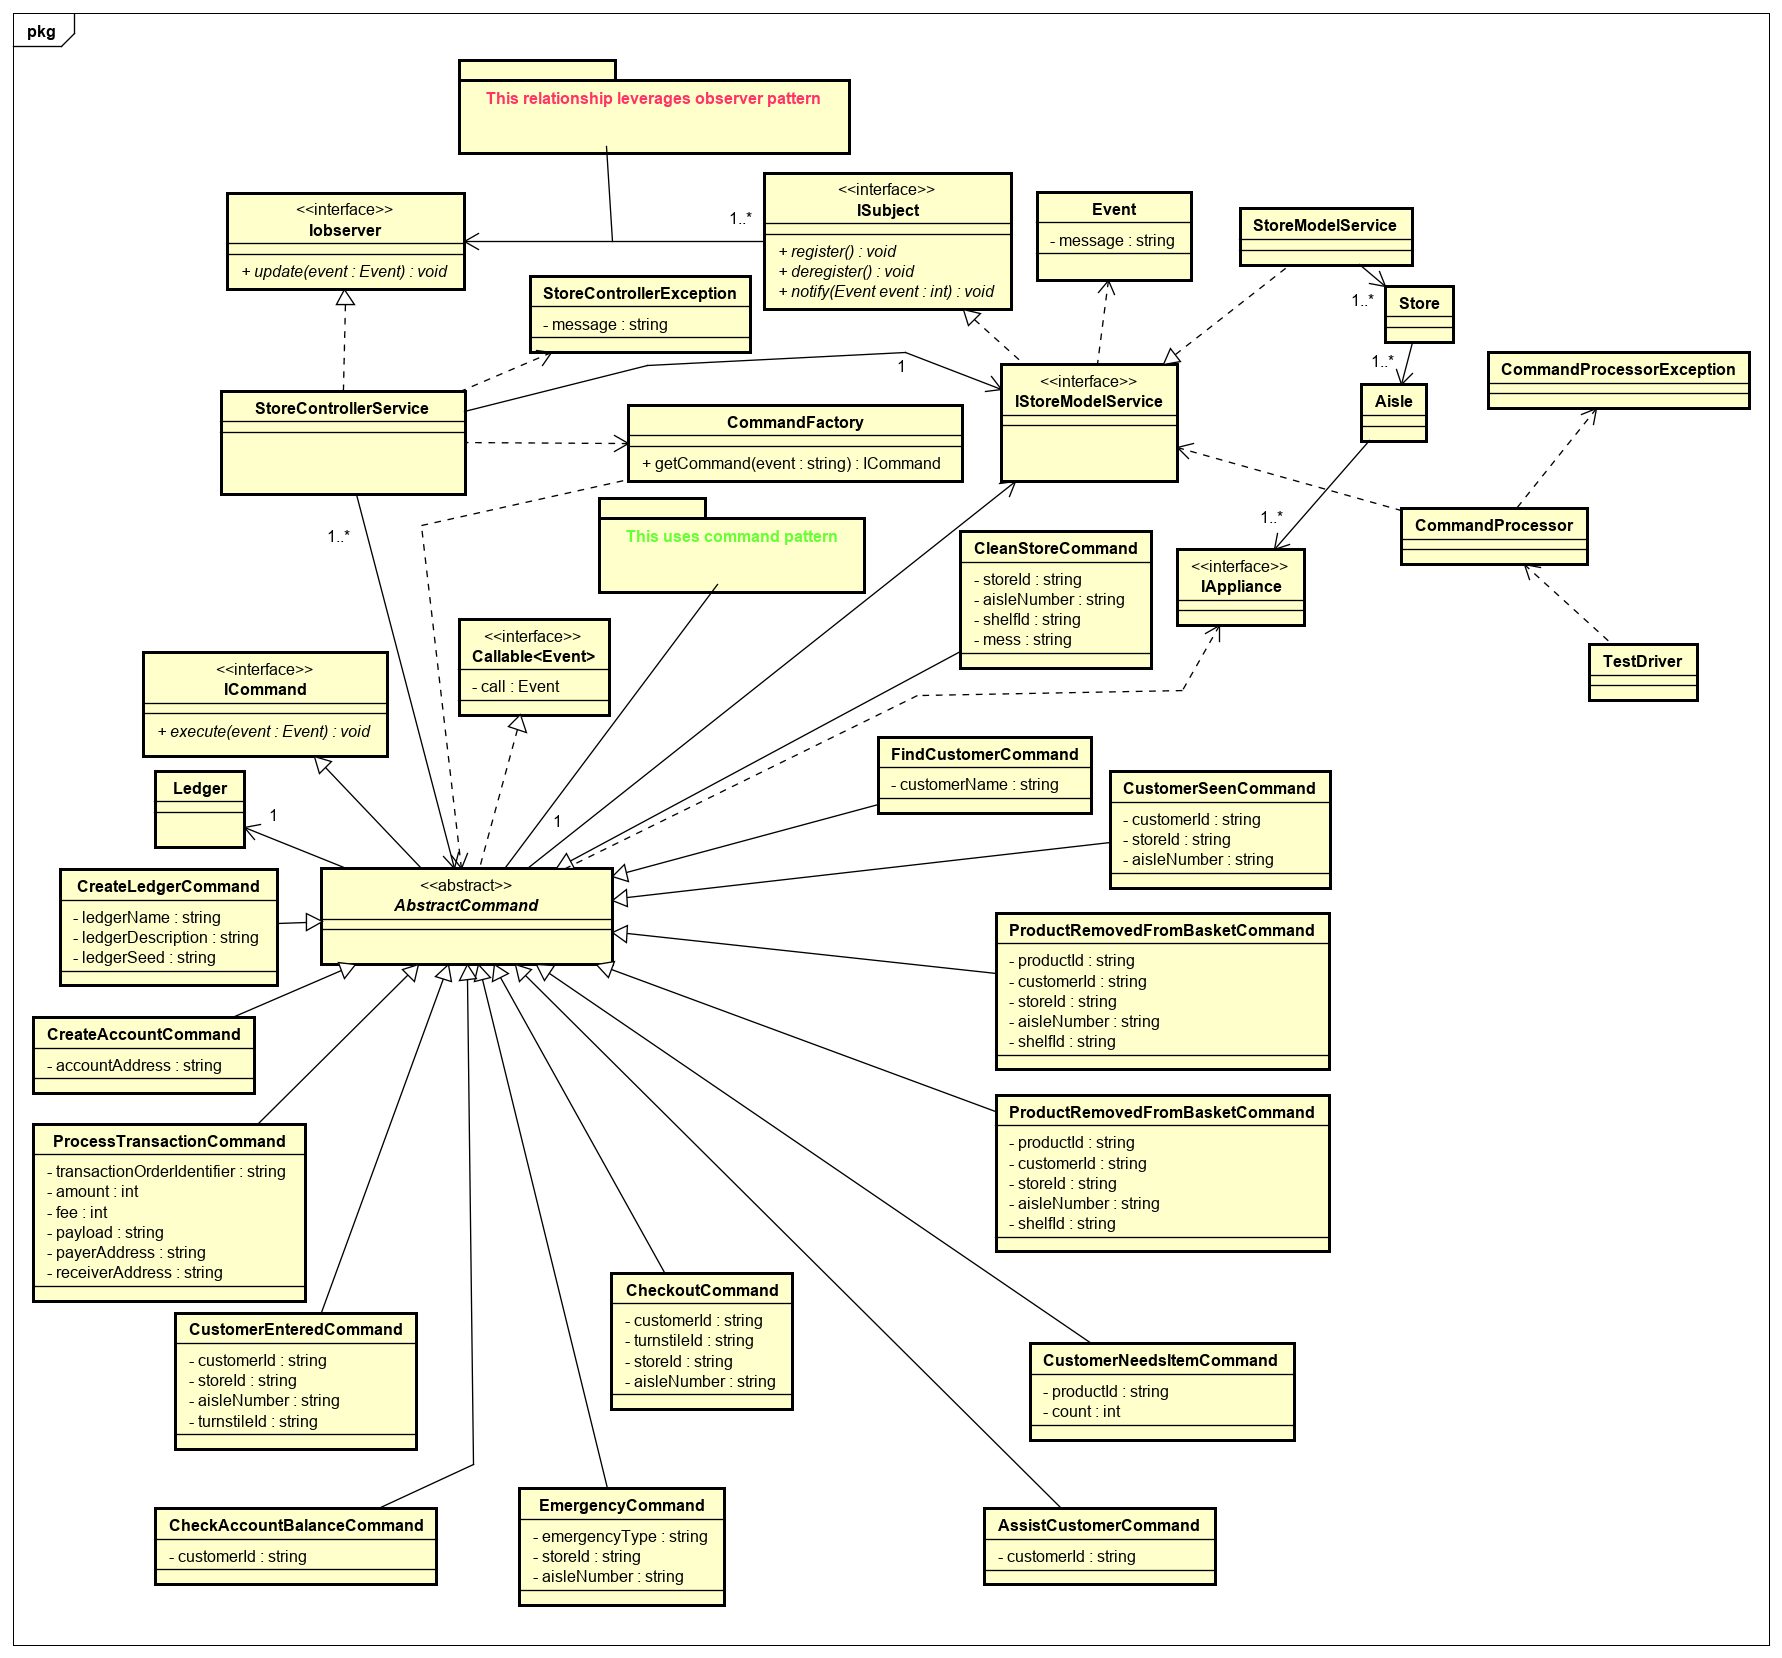 pkg
This relationship leverages observer pattern
<<interface>>
Iobserver
+ update(event : Event) : void
1..*
<<interface>>
ISubject
+ register() : void
+ deregister() : void
+ notify(Event event : int) : void
Event
- message : string
StoreModelService
1..*
Store
StoreControllerException
- message : string
1..*
Aisle
CommandProcessorException
StoreControllerService
1
<<interface>>
IStoreModelService
CommandFactory
+ getCommand(event : string) : ICommand
1..*
This uses command pattern
CleanStoreCommand
- storeId : string
- aisleNumber : string
- shelfId : string
- mess : string
1..*
<<interface>>
IAppliance
CommandProcessor
TestDriver
<<interface>>
ICommand
+ execute(event : Event) : void
<<interface>>
Callable<Event>
- call : Event
Ledger
1
1
FindCustomerCommand
- customerName : string
CustomerSeenCommand
- customerId : string
- storeId : string
- aisleNumber : string
CreateLedgerCommand
- ledgerName : string
- ledgerDescription : string
- ledgerSeed : string
<<abstract>>
AbstractCommand
ProductRemovedFromBasketCommand
- productId : string
- customerId : string
- storeId : string
- aisleNumber : string
- shelfId : string
CreateAccountCommand
- accountAddress : string
ProductRemovedFromBasketCommand
- productId : string
- customerId : string
- storeId : string
- aisleNumber : string
- shelfId : string
ProcessTransactionCommand
- transactionOrderIdentifier : string
- amount : int
- fee : int
- payload : string
- payerAddress : string
- receiverAddress : string
CheckoutCommand
- customerId : string
- turnstileId : string
- storeId : string
- aisleNumber : string
CustomerEnteredCommand
- customerId : string
- storeId : string
- aisleNumber : string
- turnstileId : string
CustomerNeedsItemCommand
- productId : string
- count : int
CheckAccountBalanceCommand
- customerId : string
EmergencyCommand
- emergencyType : string
- storeId : string
- aisleNumber : string
AssistCustomerCommand
- customerId : string